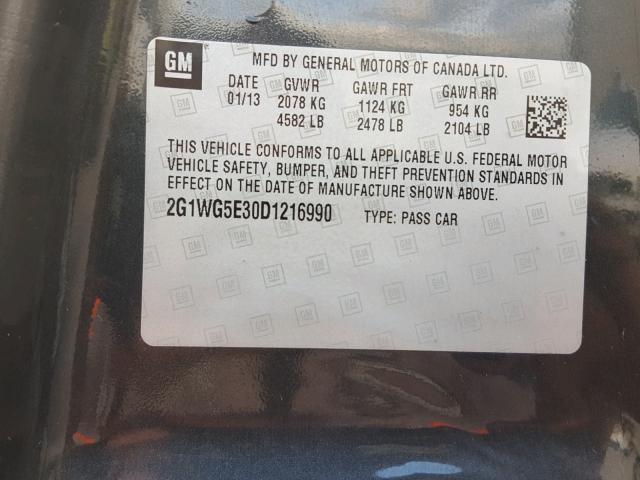 GM
MFD BY GENERAL MOTORS OF CANADA LTD.
DATE GVWR GAWR FRT GAWR RR
01/13 2078 KG 1124 KG 954 KG
4582 LB 2478 LB 2104 LB
THIS VEHICLE CONFORMS TO ALL APPLICABLE U.S. FEDERAL MOTOR
VEHICLE SAFETY, BUMPER, AND THEFT PREVENTION STANDARDS IN
EFFECT ON THE DATE OF MANUFACTURE SHOWN ABOVE.
2G1WG5E30D1216990 TYPE: PASS CAR